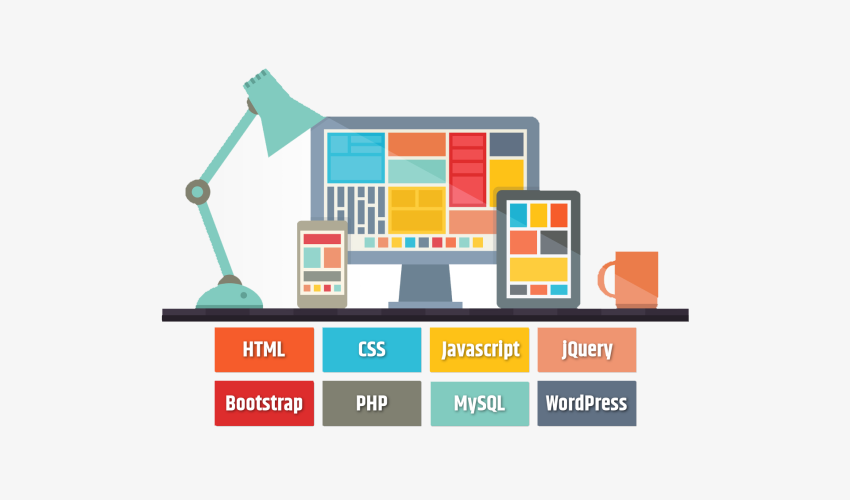 HTML
CSS
Javascript
jQuery
Bootstrap
PHP
MySQL
WordPress